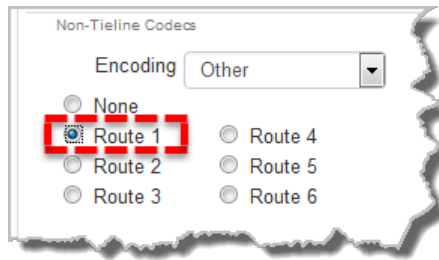 Non-Tieline Codecs
Encoding Other
None
Route 1 Route 4
Route 2 Route 5
Route 3 Route 6